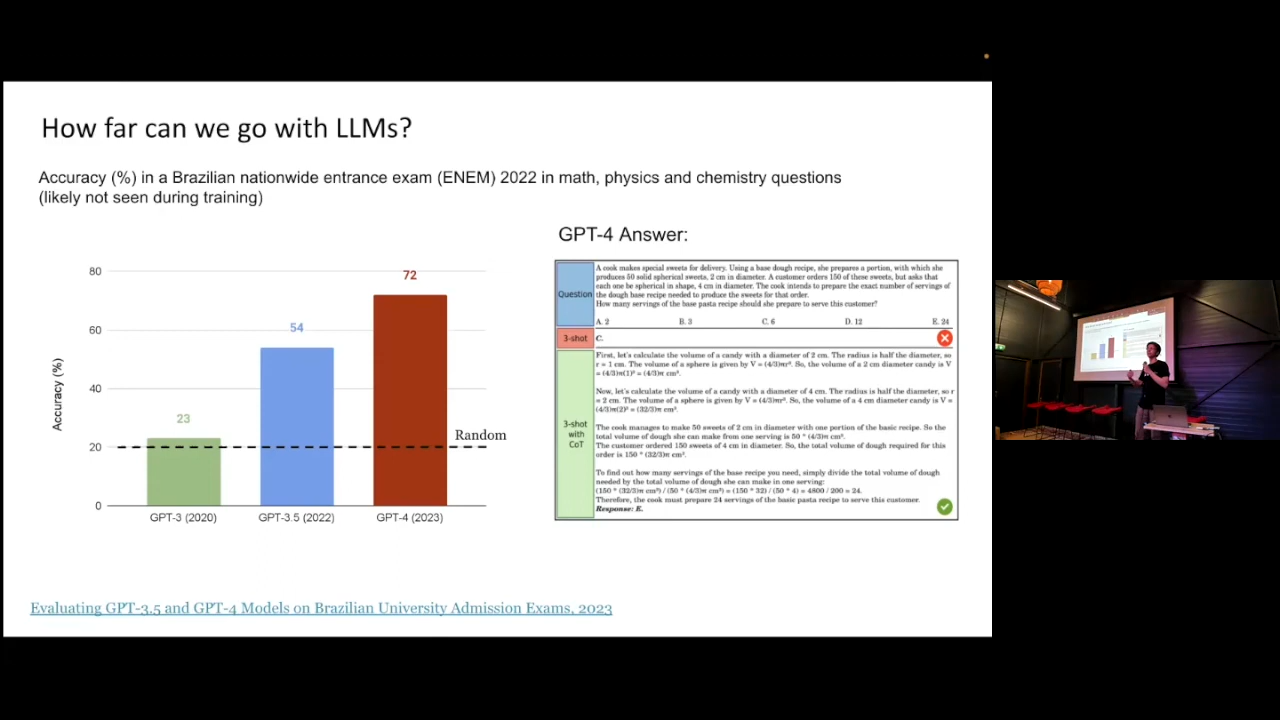 How far can we go with LLMs?
Accuracy (%) in a Brazilian nationwide entrance exam (ENEM) 2022 in math, physics and chemistry questions
(likely not seen during training)
Accuracy (%)
80
60
40
20
0
23
54
72
Random
GPT-3 (2020)
GPT-3.5 (2022)
GPT-4 (2023)
GPT-4 Answer:
Question
A cook makes special sweets for delivery. Using a base dough recipe, she prepares a portion, with which she
produces 50 solid spherical sweets, 2 cm in diameter. A customer orders 150 of these sweets, but asks that
each one be spherical in shape, 4 cm in diameter. The cook intends to prepare the exact number of servings of
the dough base recipe needed to produce the sweets for that order.
How many servings of the base pasta recipe should she prepare to serve this customer?
A. 2 B. 3 C. 6 D. 12 E. 24
3-shot
C.
3-shot
with
CoT
First, let's calculate the volume of a candy with a diameter of 2 cm. The radius is half the diameter, so
r = 1 cm. The volume of a sphere is given by V = (4/3)πr³. So, the volume of a 2 cm diameter candy is V
= (4/3)π(1)³ = (4/3)π cm³.
Now, let's calculate the volume of a candy with a diameter of 4 cm. The radius is half the diameter, so r
= 2 cm. The volume of a sphere is given by V = (4/3)πr³. So, the volume of a 4 cm diameter candy is V =
(4/3)π(2)³ = (32/3)π cm³.
The cook manages to make 50 sweets of 2 cm in diameter with one portion of the basic recipe. So the
total volume of dough she can make from one serving is 50 * (4/3)π cm³.
The customer ordered 150 sweets of 4 cm in diameter. So, the total volume of dough required for this
order is 150 * (32/3)π cm³.
To find out how many servings of the base recipe you need, simply divide the total volume of dough
needed by the total volume of dough she can make in one serving:
(150 * (32/3)π cm³) / (50 * (4/3)π cm³) = (150 * 32) / (50 * 4) = 4800 / 200 = 24.
Therefore, the cook must prepare 24 servings of the basic pasta recipe to serve this customer.
Response: E.
Evaluating GPT-3.5 and GPT-4 Models on Brazilian University Admission Exams, 2023